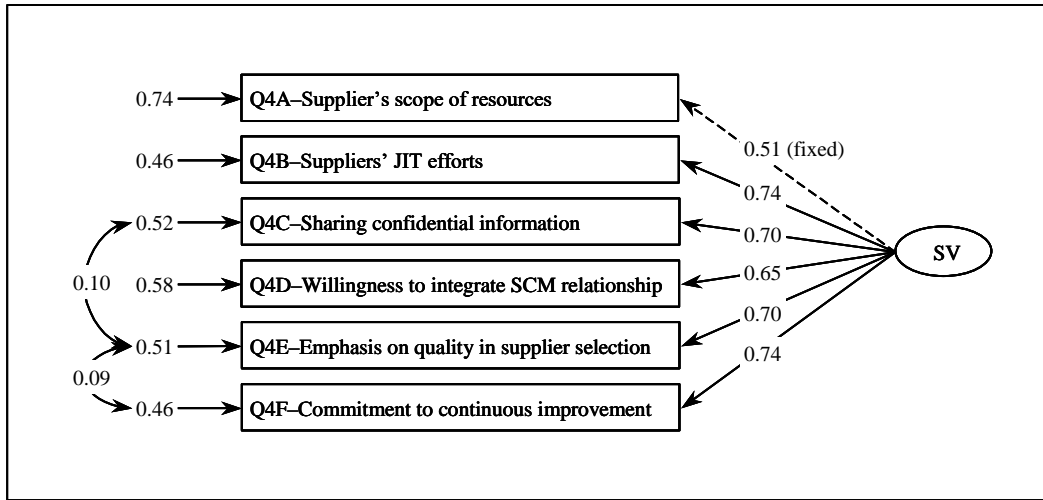 0.74
Q4A–Supplier's scope of resources
0.51 (fixed)
0.46
Q4B–Suppliers' JIT efforts
0.74
0.52
Q4C–Sharing confidential information
0.70
SV
0.10
0.58
Q4D–Willingness to integrate SCM relationship
0.65
0.51
Q4E–Emphasis on quality in supplier selection
0.70
0.09
0.46
Q4F–Commitment to continuous improvement
0.74